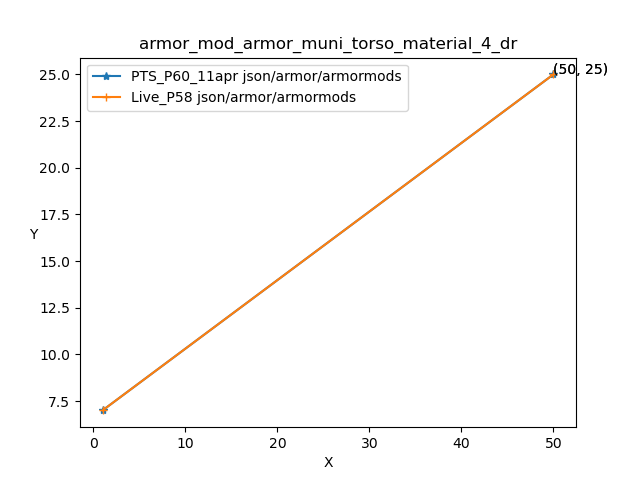 armor_mod_armor_muni_torso_material_4_dr
PTS_P60_11apr json/armor/armormods
Live_P58 json/armor/armormods
(50, 25)
25.0
22.5
20.0
17.5
15.0
12.5
10.0
7.5
Y
0 10 20 30 40 50
X